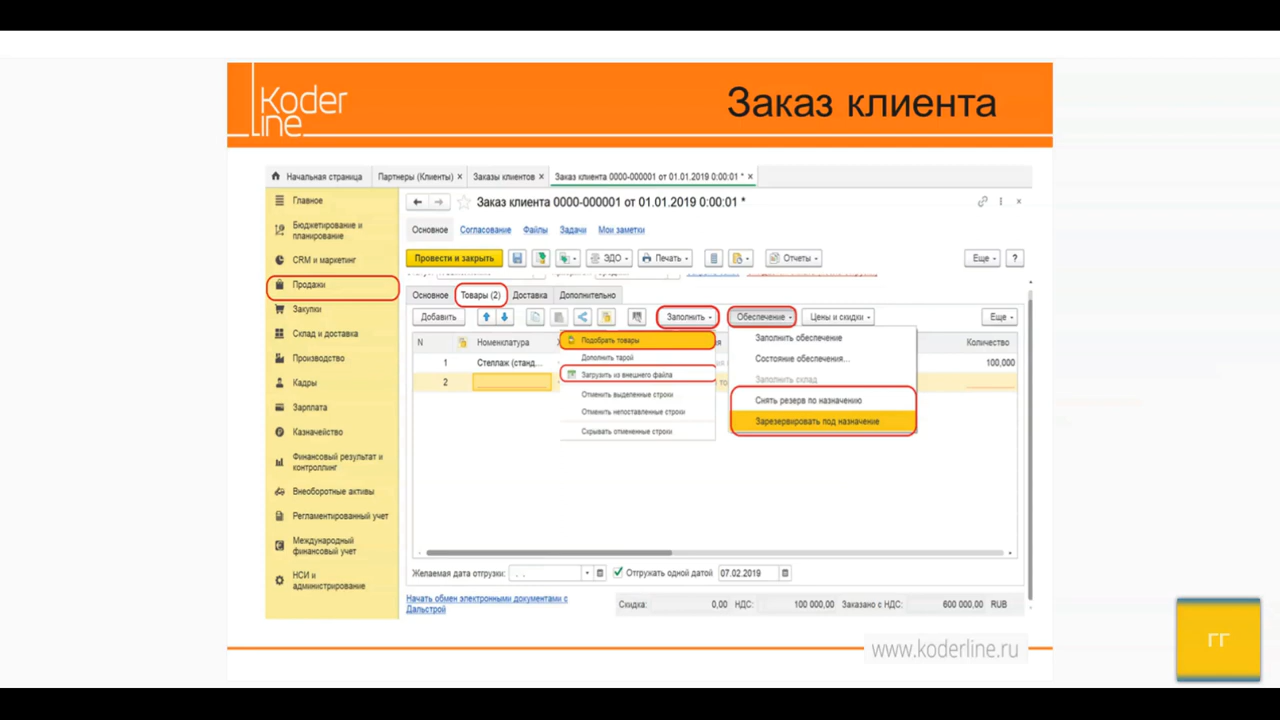 Koder
line
Заказ клиента
Начальная страница
Партнеры (Клиенты) ×
Заказы клиентов ×
Заказ клиента 0000-000001 от 01.01.2019 0:00:01 * ×
Главное
Бюджетирование и
планирование
CRM и маркетинг
Продажи
Закупки
Склад и доставка
Производство
Кадры
Зарплата
Казначейство
Финансовый результат и
контроллинг
Внеоборотные активы
Регламентированный учет
Международный
финансовый учет
НСИ и
администрирование
Заказ клиента 0000-000001 от 01.01.2019 0:00:01 *
Основное Согласование Файлы Задачи Мои заметки
Провести и закрыть ЭДО Печать Отчеты Еще ?
Основное Товары (2) Доставка Дополнительно
Добавить Заполнить Обеспечение Цены и скидки Еще
N Номенклатура Количество
1 Стеллаж (станд... 100,000
2
Подобрать товары
Дополнить тарой
Загрузить из внешнего файла
Отменить выделенные строки
Отменить непоставленные строки
Скрывать отмененные строки
Заполнить обеспечение
Состояние обеспечения...
Заполнить склад
Снять резерв по назначению
Зарезервировать под назначение
Желаемая дата отгрузки: . . Отгружать одной датой 07.02.2019
Начать обмен электронными документами с
Дальстрой
Скидка: 0,00 НДС: 100 000,00 Заказано с НДС: 600 000,00 RUB
www.koderline.ru
ГГ